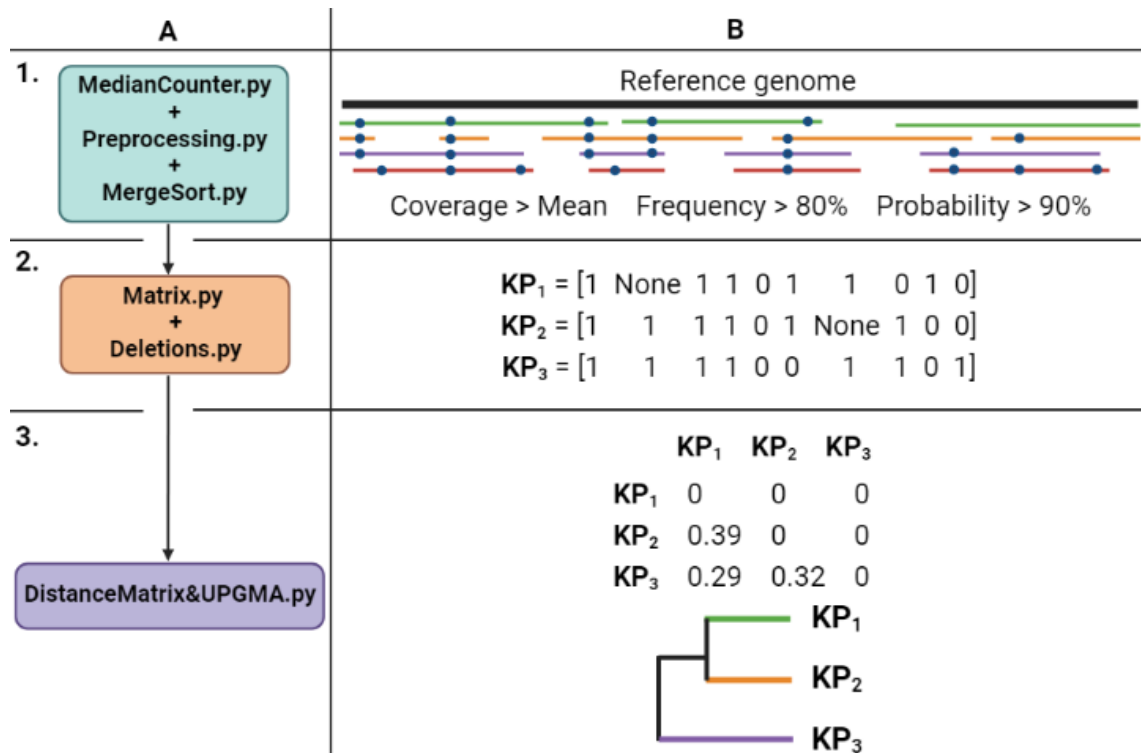 A
B
1.
MedianCounter.py
+
Preprocessing.py
+
MergeSort.py
Reference genome
Coverage > Mean Frequency > 80% Probability > 90%
2.
Matrix.py
+
Deletions.py
KP₁ = [1 None 1 1 0 1 1 0 1 0]
KP₂ = [1 1 1 1 0 1 None 1 0 0]
KP₃ = [1 1 1 1 0 0 1 1 0 1]
3.
DistanceMatrix&UPGMA.py
KP₁ KP₂ KP₃
KP₁ 0 0 0
KP₂ 0.39 0 0
KP₃ 0.29 0.32 0
KP₁
KP₂
KP₃